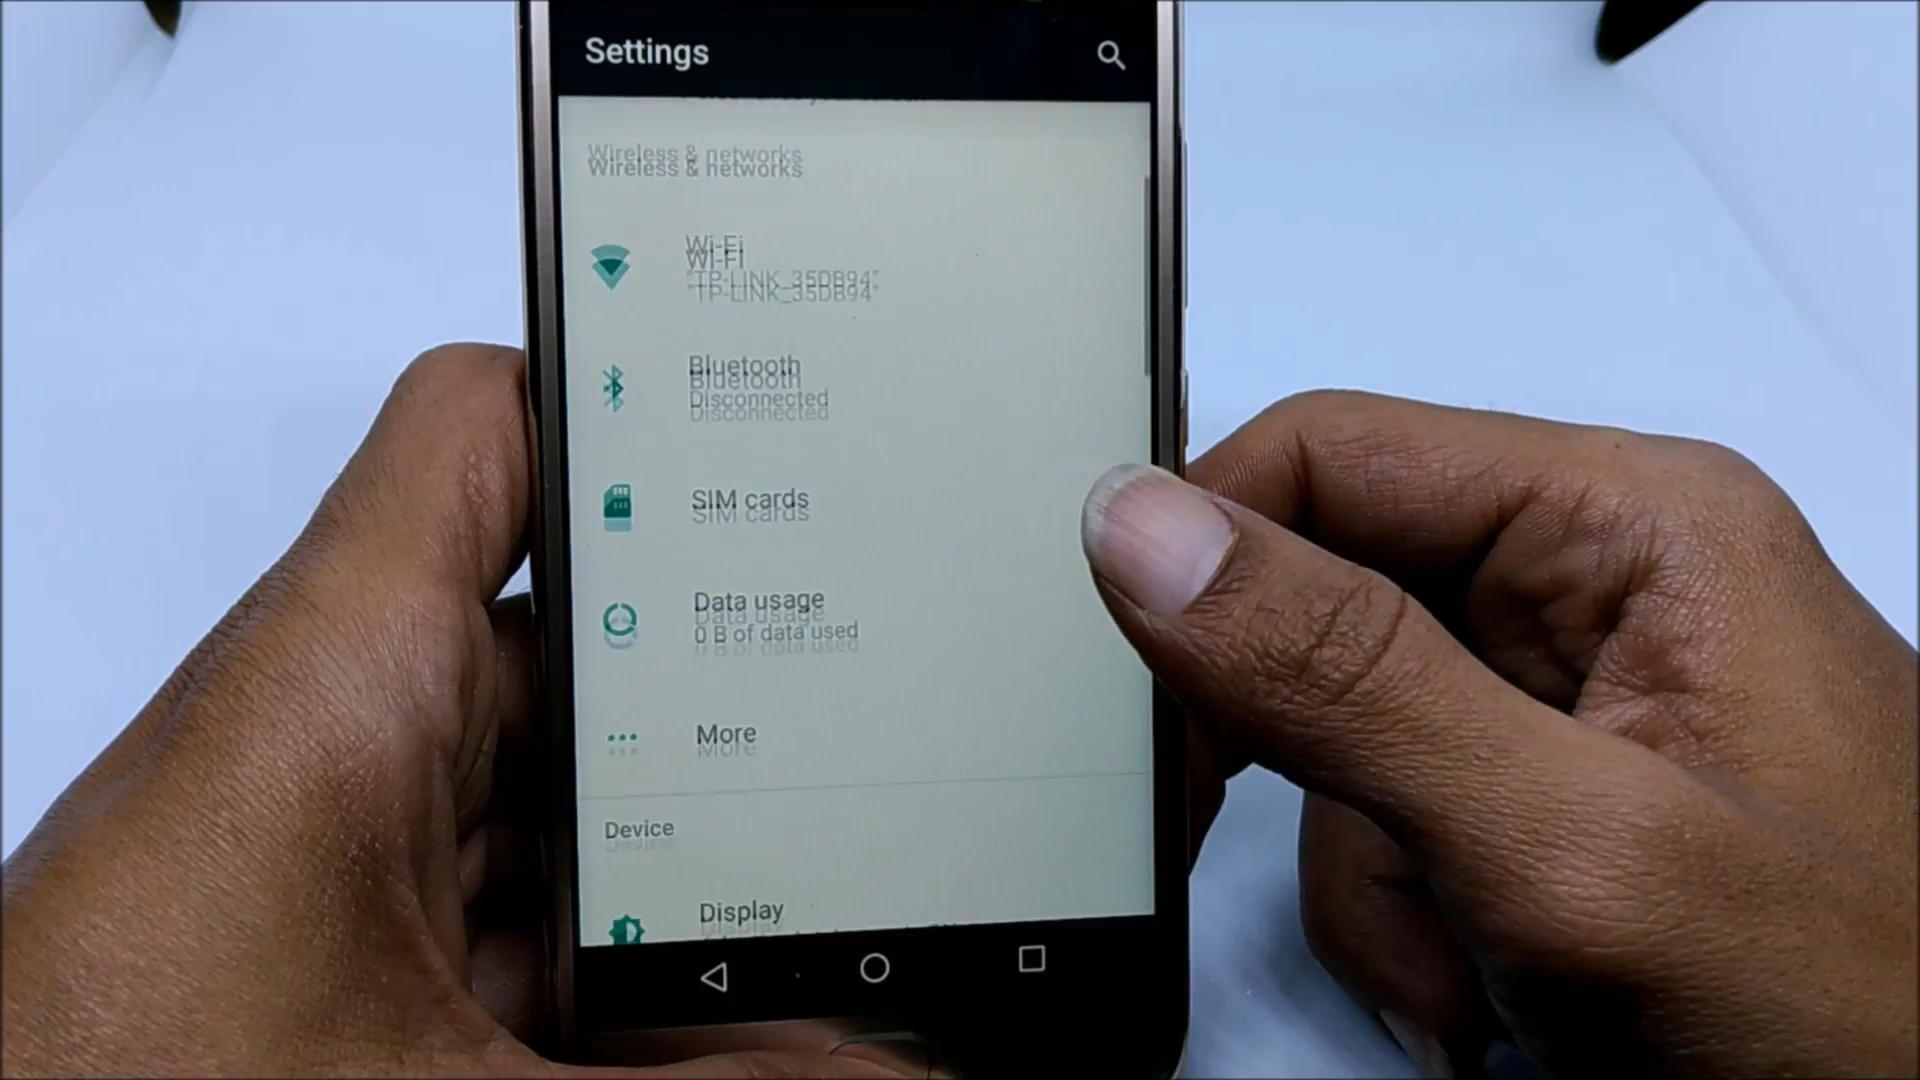 Settings
Wireless & networks
Wi-Fi
"TP-LINK_35DB94"
Bluetooth
Disconnected
SIM cards
Data usage
0 B of data used
More
Device
Display